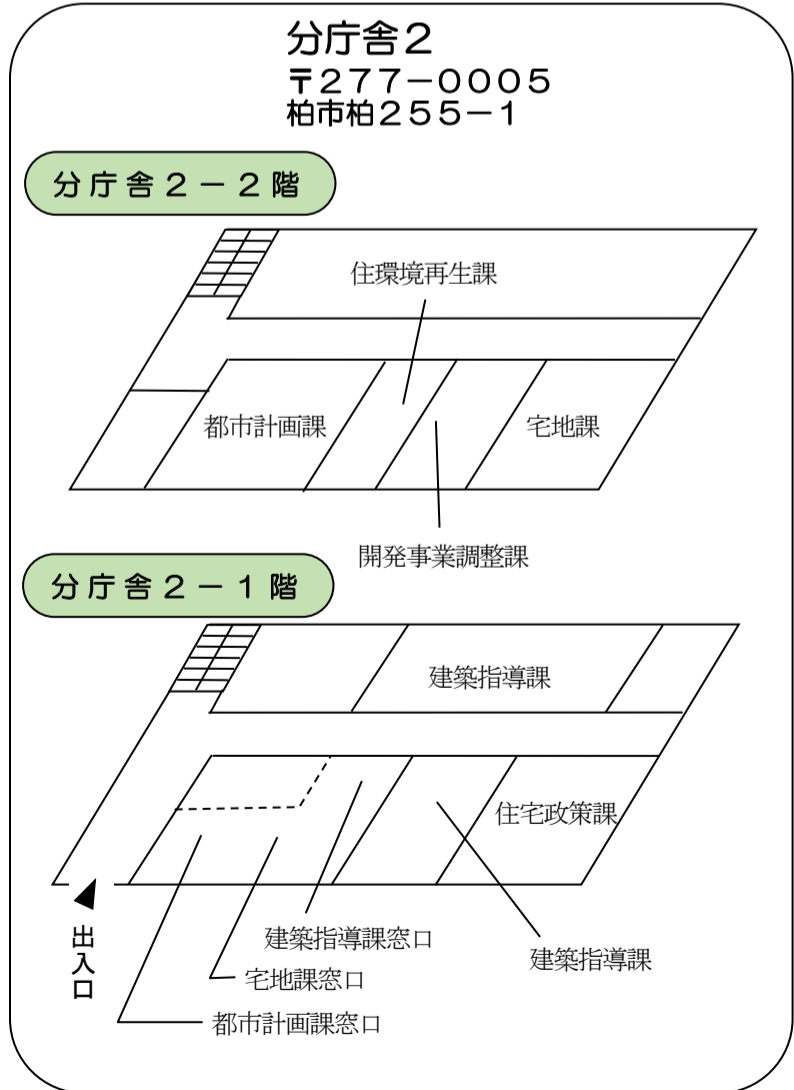 分庁舎２
〒２７７－０００５
柏市柏２５５－１
分庁舎２－２階
住環境再生課
都市計画課
宅地課
開発事業調整課
分庁舎２－１階
建築指導課
住宅政策課
出入口
建築指導課窓口
建築指導課
宅地課窓口
都市計画課窓口